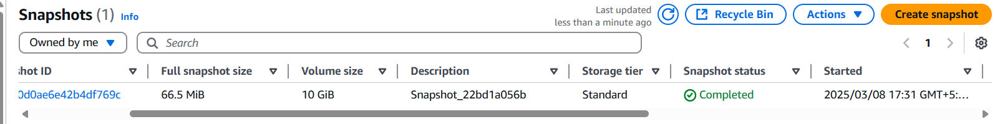 Snapshots (1) Info
Last updated
less than a minute ago
Recycle Bin
Actions
Create snapshot
Owned by me
Search
1
shot ID Full snapshot size Volume size Description Storage tier Snapshot status Started
0d0ae6e42b4df769c 66.5 MiB 10 GiB Snapshot_22bd1a056b Standard Completed 2025/03/08 17:31 GMT+5:…